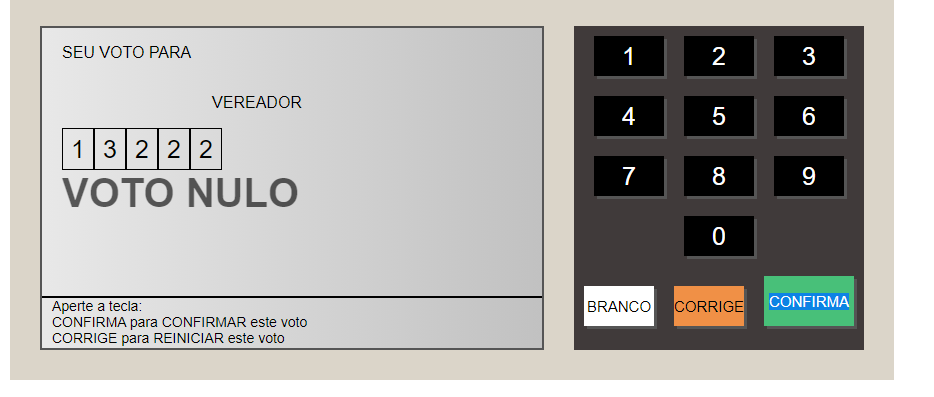 SEU VOTO PARA
VEREADOR
1 3 2 2 2
VOTO NULO
Aperte a tecla:
CONFIRMA para CONFIRMAR este voto
CORRIGE para REINICIAR este voto
1 2 3
4 5 6
7 8 9
0
BRANCO CORRIGE CONFIRMA